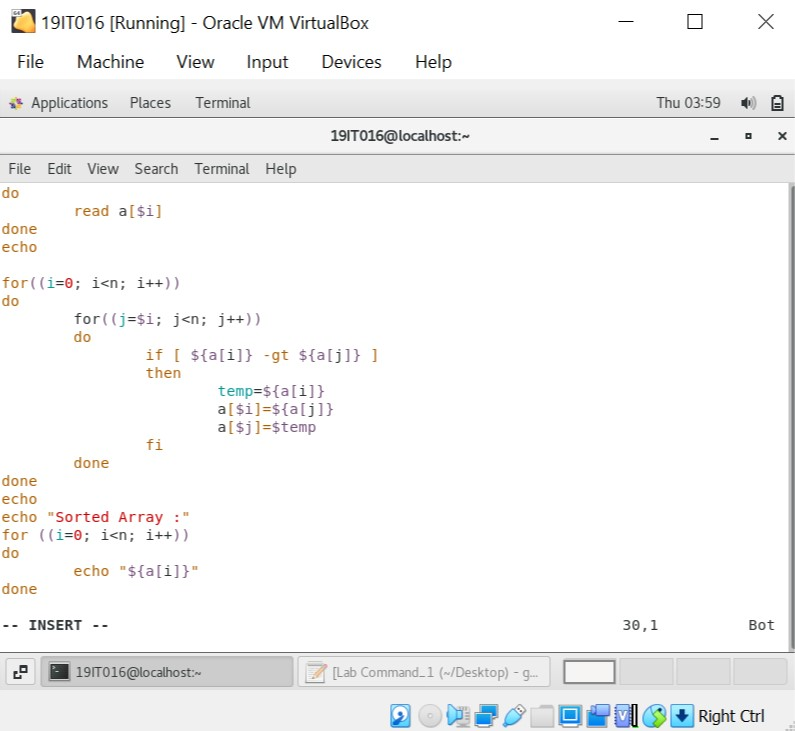 19IT016 [Running] - Oracle VM VirtualBox
File Machine View Input Devices Help
Applications Places Terminal Thu 03:59
19IT016@localhost:~
File Edit View Search Terminal Help
do
        read a[$i]
done
echo

for((i=0; i<n; i++))
do
        for((j=$i; j<n; j++))
        do
                if [ ${a[i]} -gt ${a[j]} ]
                then
                        temp=${a[i]}
                        a[$i]=${a[j]}
                        a[$j]=$temp
                fi
        done
done
echo
echo "Sorted Array :"
for ((i=0; i<n; i++))
do
        echo "${a[i]}"
done
-- INSERT -- 30,1 Bot
19IT016@localhost:~ [Lab Command_1 (~/Desktop) - g...
Right Ctrl